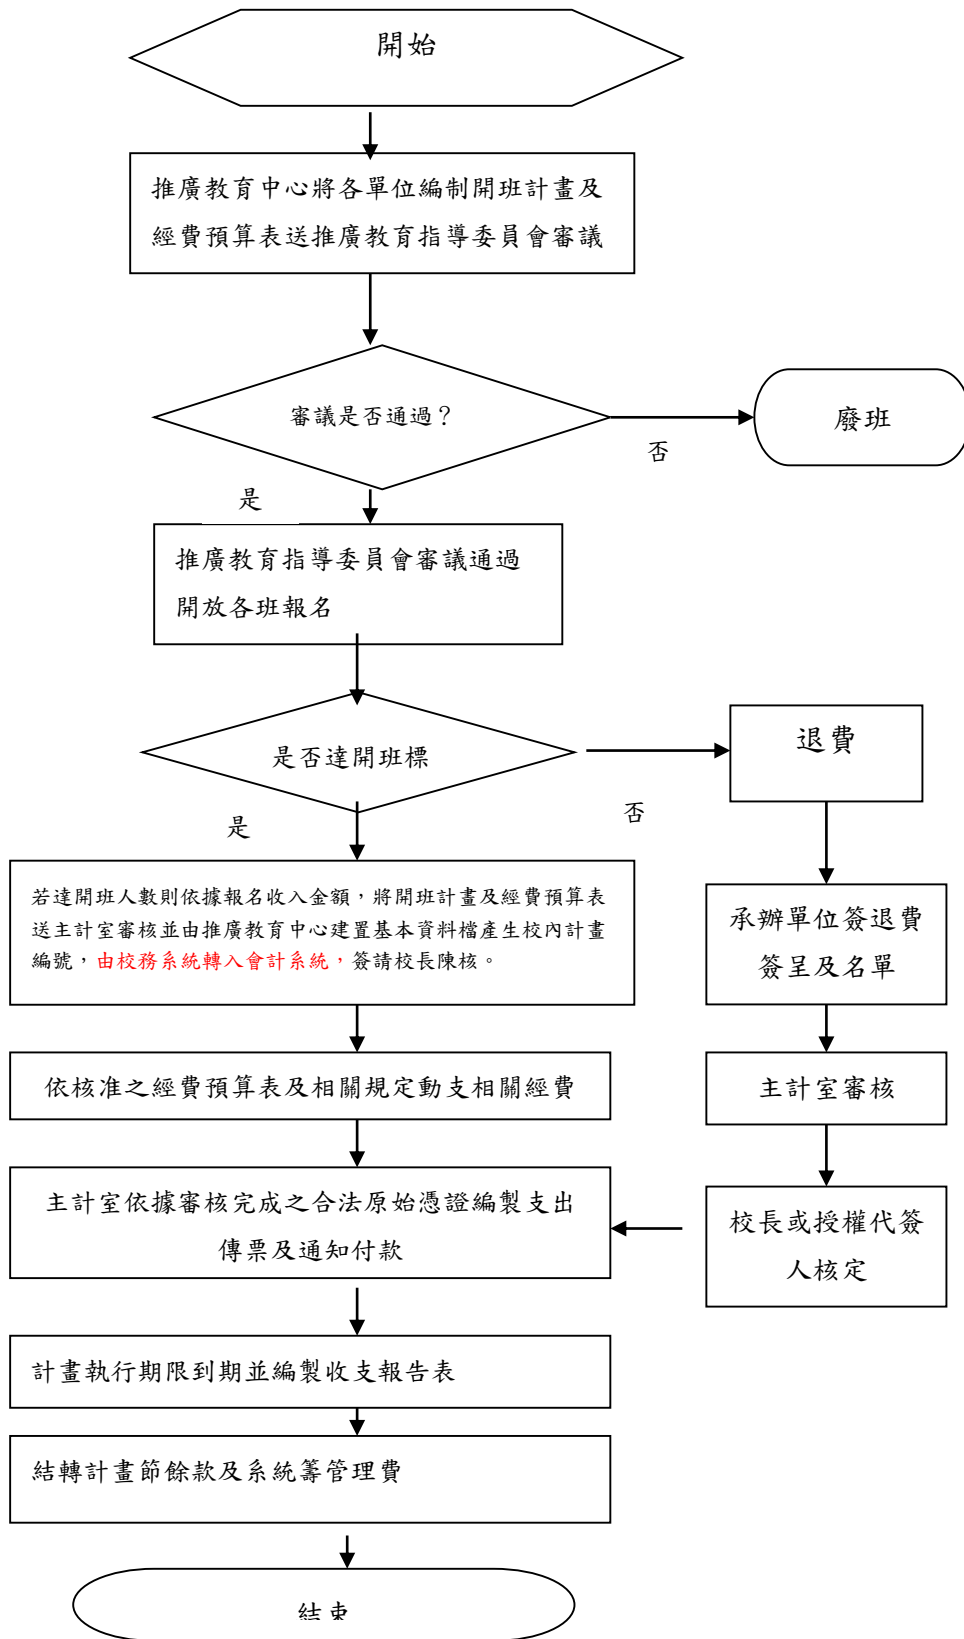 開始
推廣教育中心將各單位編制開班計畫及
經費預算表送推廣教育指導委員會審議
審議是否通過？
否
廢班
是
推廣教育指導委員會審議通過
開放各班報名
是否達開班標
否
退費
是
若達開班人數則依據報名收入金額，將開班計畫及經費預算表
送主計室審核並由推廣教育中心建置基本資料檔產生校內計畫
編號，由校務系統轉入會計系統，簽請校長陳核。
承辦單位簽退費
簽呈及名單
依核准之經費預算表及相關規定動支相關經費
主計室審核
主計室依據審核完成之合法原始憑證編製支出
傳票及通知付款
校長或授權代簽
人核定
計畫執行期限到期並編製收支報告表
結轉計畫節餘款及系統籌管理費
結束